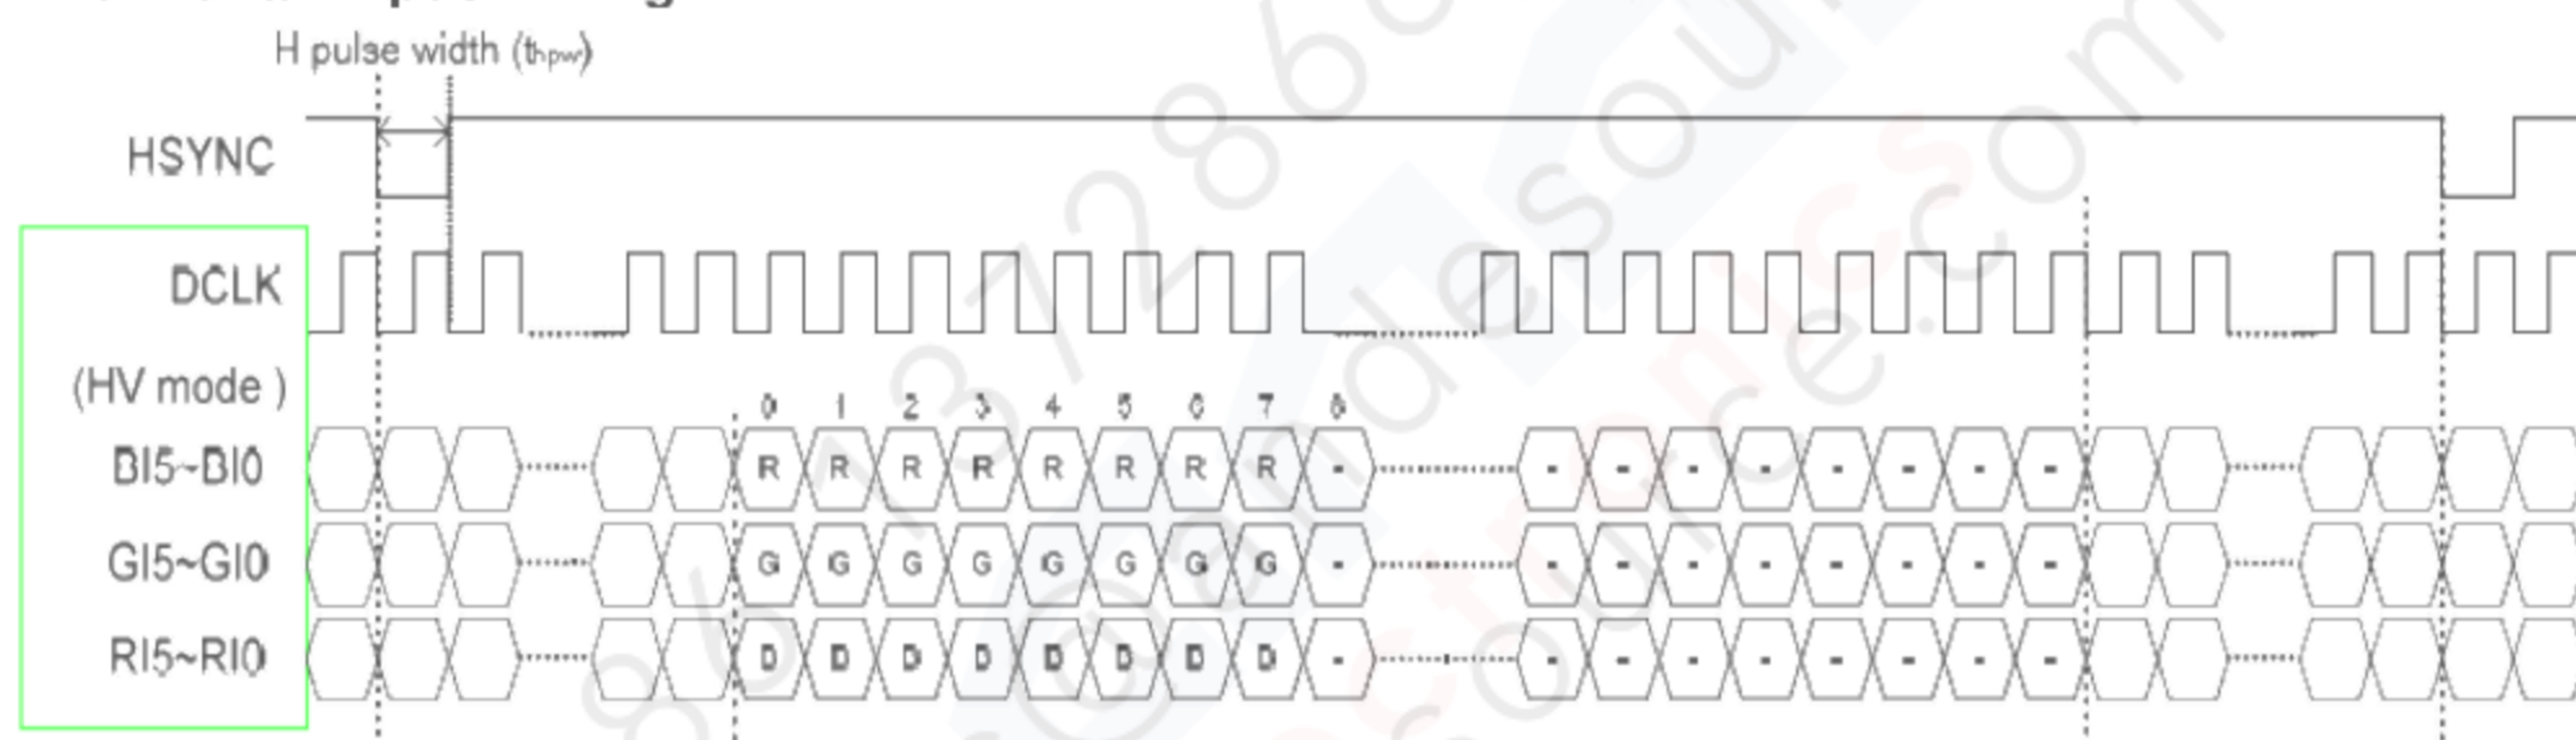 H pulse width (thpw)
HSYNC
DCLK
(HV mode )
0 1 2 3 4 5 6 7 8
BI5~BI0 R R R R R R R R - - - - - - - - -
GI5~GI0 G G G G G G G G - - - - - - - - -
RI5~RI0 D D D D D D D D - - - - - - - - -